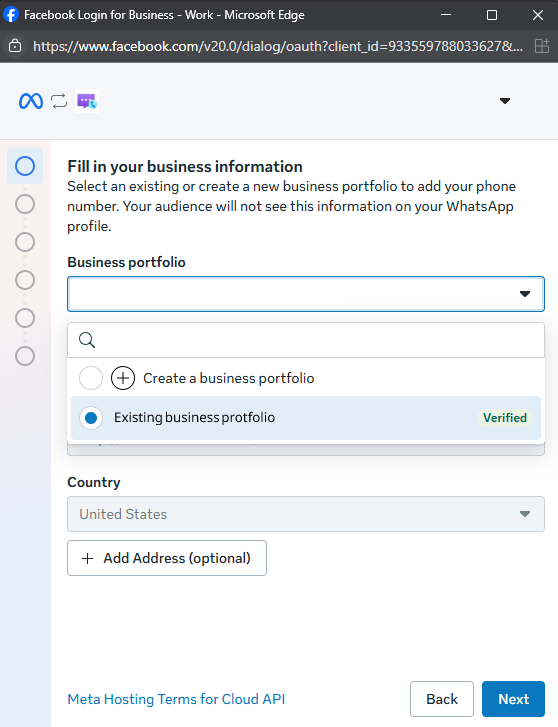 Facebook Login for Business - Work - Microsoft Edge
https://www.facebook.com/v20.0/dialog/oauth?client_id=933559788033627&...
Fill in your business information
Select an existing or create a new business portfolio to add your phone
number. Your audience will not see this information on your WhatsApp
profile.
Business portfolio
Create a business portfolio
Existing business protfolio
Verified
Country
United States
+ Add Address (optional)
Meta Hosting Terms for Cloud API
Back
Next